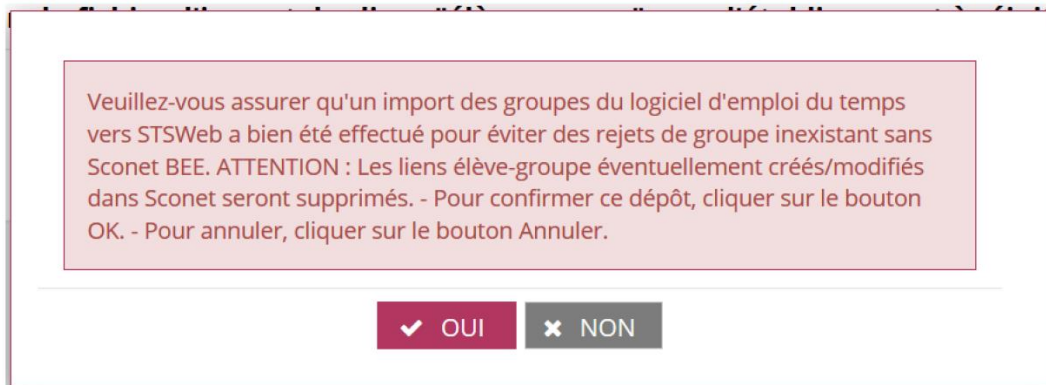 Veuillez-vous assurer qu'un import des groupes du logiciel d'emploi du temps
vers STSWeb a bien été effectué pour éviter des rejets de groupe inexistant sans
Sconet BEE. ATTENTION : Les liens élève-groupe éventuellement créés/modifiés
dans Sconet seront supprimés. - Pour confirmer ce dépôt, cliquer sur le bouton
OK. - Pour annuler, cliquer sur le bouton Annuler.
OUI NON